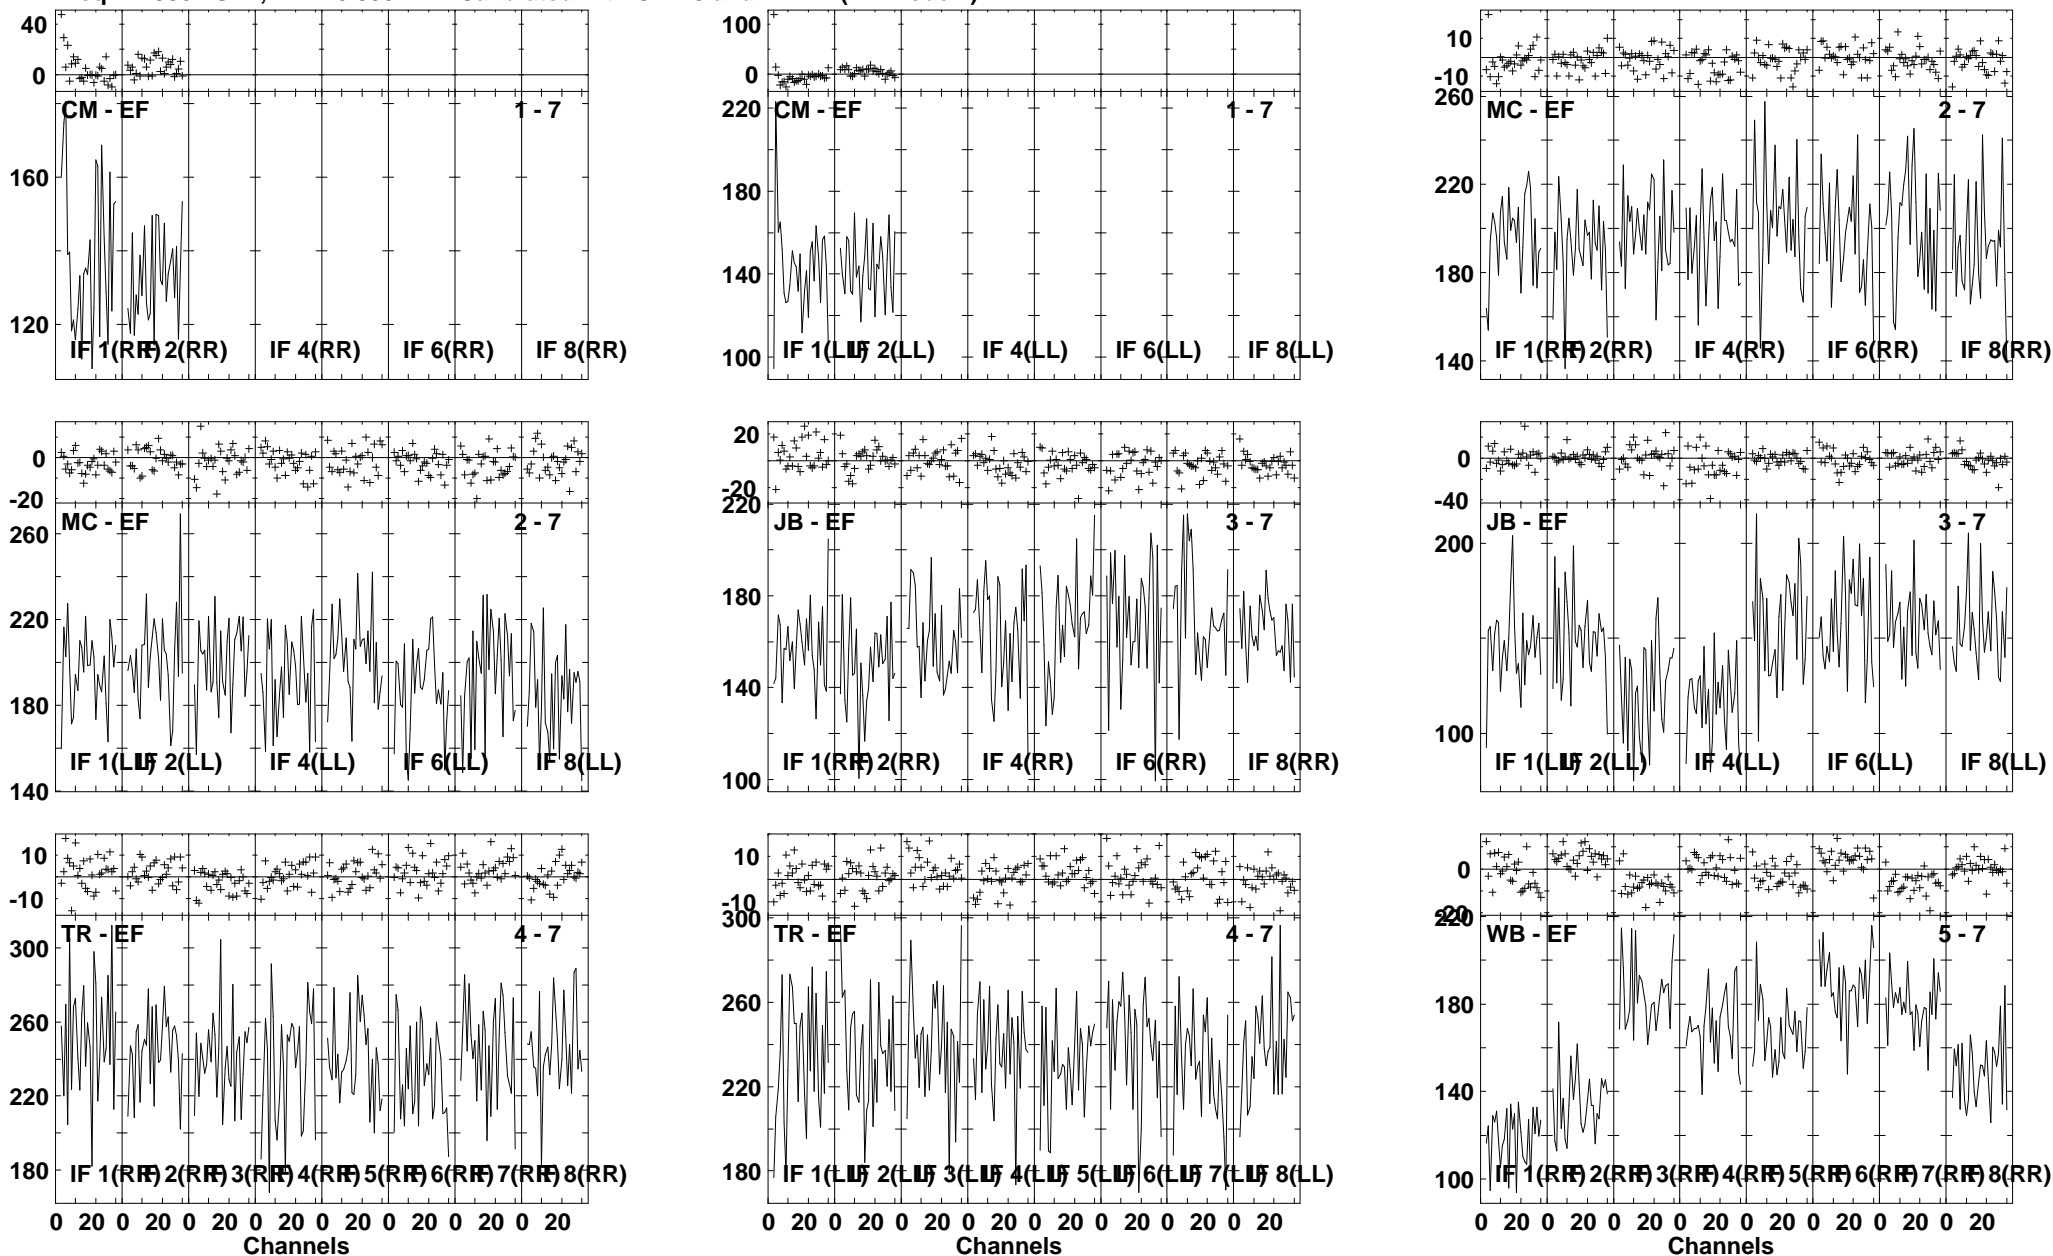 40
0
CM - EF 1 - 7
160
120
IF 1(RR) IF 2(RR) IF 4(RR) IF 6(RR) IF 8(RR)
100
0
220
CM - EF 1 - 7
180
140
100
IF 1(LL) IF 2(LL) IF 4(LL) IF 6(LL) IF 8(LL)
10
-10
260
MC - EF 2 - 7
220
180
140
IF 1(RR) IF 2(RR) IF 4(RR) IF 6(RR) IF 8(RR)
0
-20
MC - EF 2 - 7
260
220
180
140
IF 1(LL) IF 2(LL) IF 4(LL) IF 6(LL) IF 8(LL)
20
-20
220
JB - EF 3 - 7
180
140
100
IF 1(RR) IF 2(RR) IF 4(RR) IF 6(RR) IF 8(RR)
0
-40
JB - EF 3 - 7
200
100
IF 1(LL) IF 2(LL) IF 4(LL) IF 6(LL) IF 8(LL)
10
-10
TR - EF 4 - 7
300
260
220
180
IF 1(RR) IF 2(RR) IF 3(RR) IF 4(RR) IF 5(RR) IF 6(RR) IF 7(RR) IF 8(RR)
0 20 0 20 0 20 0 20 0 20 0 20 0 20 0 20
Channels
10
-10
300
TR - EF 4 - 7
260
220
180
IF 1(LL) IF 2(LL) IF 3(LL) IF 4(LL) IF 5(LL) IF 6(LL) IF 7(LL) IF 8(LL)
0 20 0 20 0 20 0 20 0 20 0 20 0 20 0 20
Channels
0
-20
220
WB - EF 5 - 7
180
140
100
IF 1(RR) IF 2(RR) IF 3(RR) IF 4(RR) IF 5(RR) IF 6(RR) IF 7(RR) IF 8(RR)
0 20 0 20 0 20 0 20 0 20 0 20 0 20 0 20
Channels